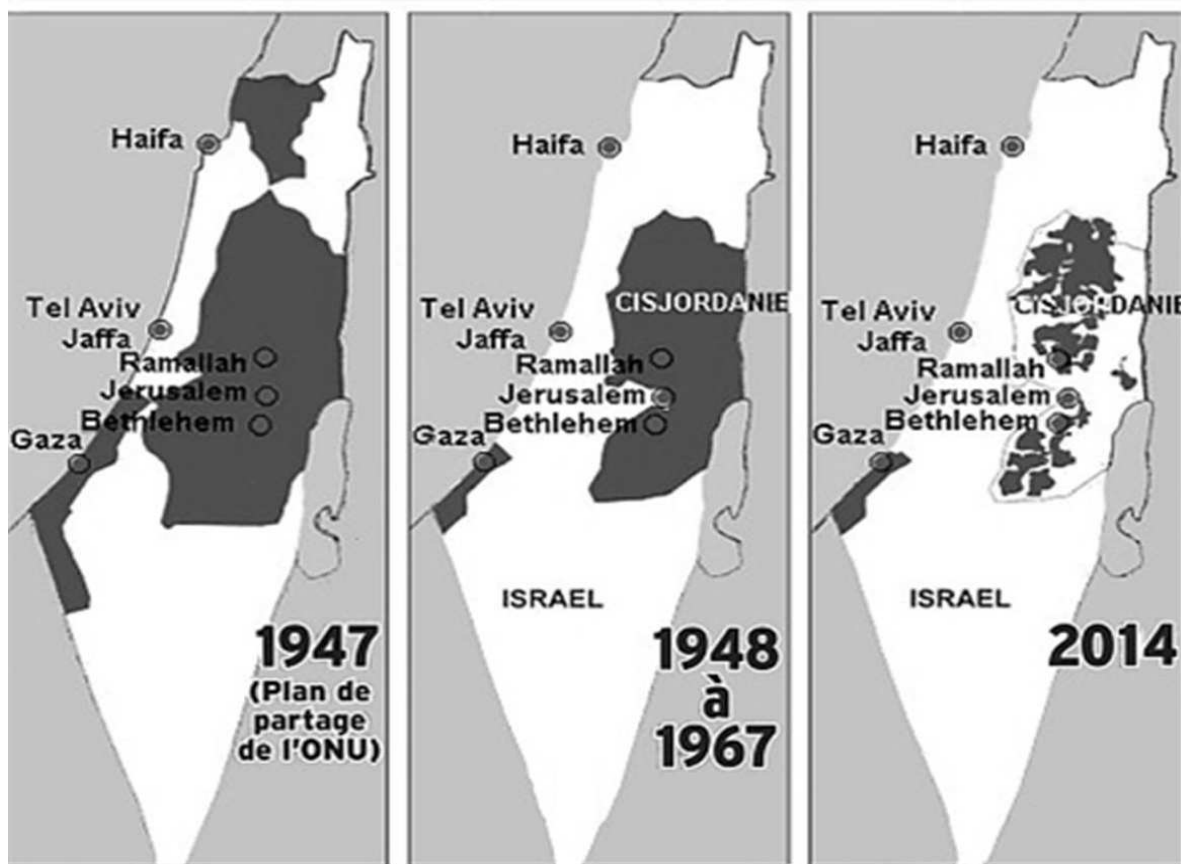 Haifa
Tel Aviv
Jaffa
Ramallah
Jerusalem
Bethlehem
Gaza
1947
(Plan de
partage
de l'ONU)
Haifa
CISJORDANIE
Tel Aviv
Jaffa
Ramallah
Jerusalem
Bethlehem
Gaza
ISRAEL
1948
à
1967
Haifa
CISJORDANIE
Tel Aviv
Jaffa
Ramallah
Jerusalem
Bethlehem
Gaza
ISRAEL
2014